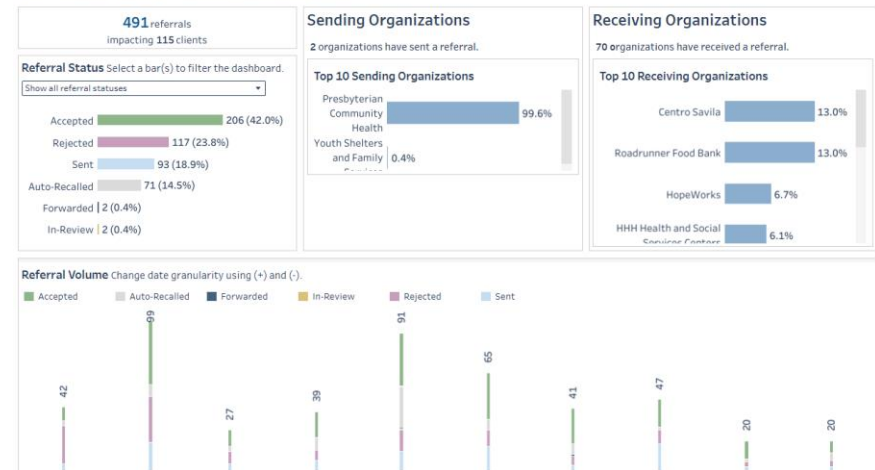 491 referrals
impacting 115 clients
Referral Status Select a bar(s) to filter the dashboard.
Show all referral statuses
Accepted 206 (42.0%)
Rejected 117 (23.8%)
Sent 93 (18.9%)
Auto-Recalled 71 (14.5%)
Forwarded 2 (0.4%)
In-Review 2 (0.4%)
Sending Organizations
2 organizations have sent a referral.
Top 10 Sending Organizations
Presbyterian
Community
Health
99.6%
Youth Shelters
and Family
0.4%
Receiving Organizations
70 organizations have received a referral.
Top 10 Receiving Organizations
Centro Savila 13.0%
Roadrunner Food Bank 13.0%
HopeWorks 6.7%
HHH Health and Social
Services Centers
6.1%
Referral Volume Change date granularity using (+) and (-).
Accepted Auto-Recalled Forwarded In-Review Rejected Sent
42
99
27
39
91
65
41
47
20
20